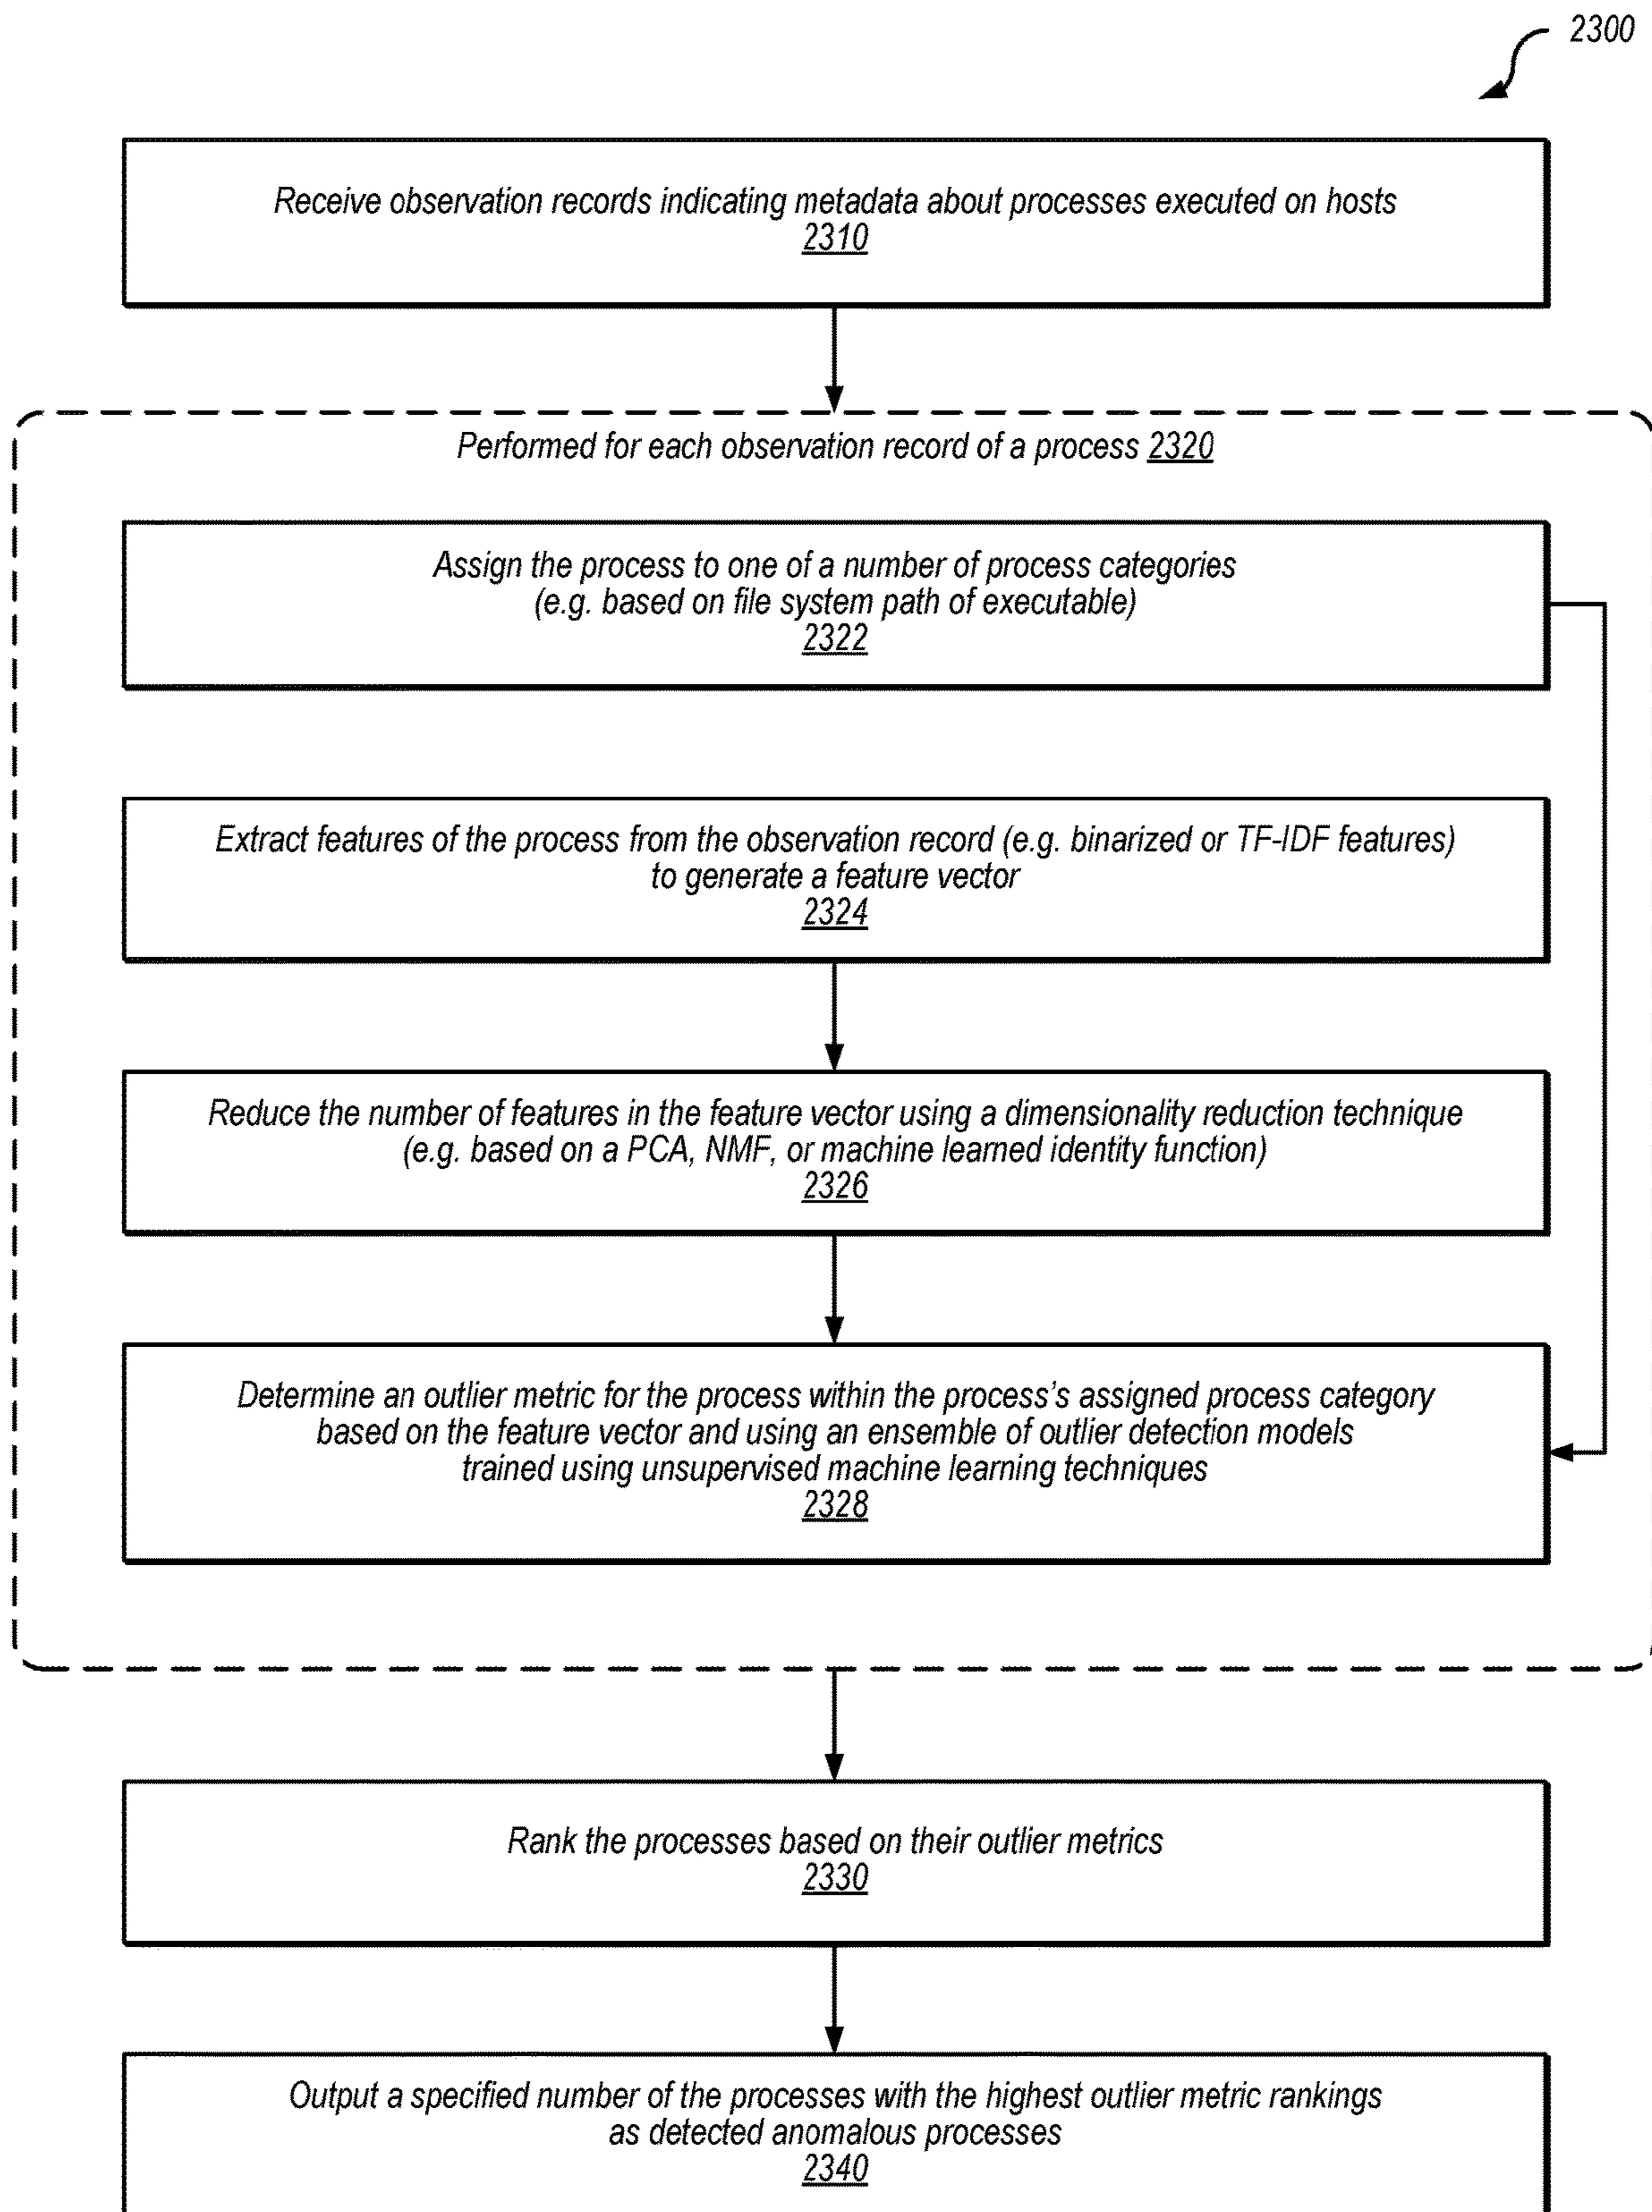 2300
Receive observation records indicating metadata about processes executed on hosts
2310
Performed for each observation record of a process 2320
Assign the process to one of a number of process categories
(e.g. based on file system path of executable)
2322
Extract features of the process from the observation record (e.g. binarized or TF-IDF features)
to generate a feature vector
2324
Reduce the number of features in the feature vector using a dimensionality reduction technique
(e.g. based on a PCA, NMF, or machine learned identity function)
2326
Determine an outlier metric for the process within the process's assigned process category
based on the feature vector and using an ensemble of outlier detection models
trained using unsupervised machine learning techniques
2328
Rank the processes based on their outlier metrics
2330
Output a specified number of the processes with the highest outlier metric rankings
as detected anomalous processes
2340